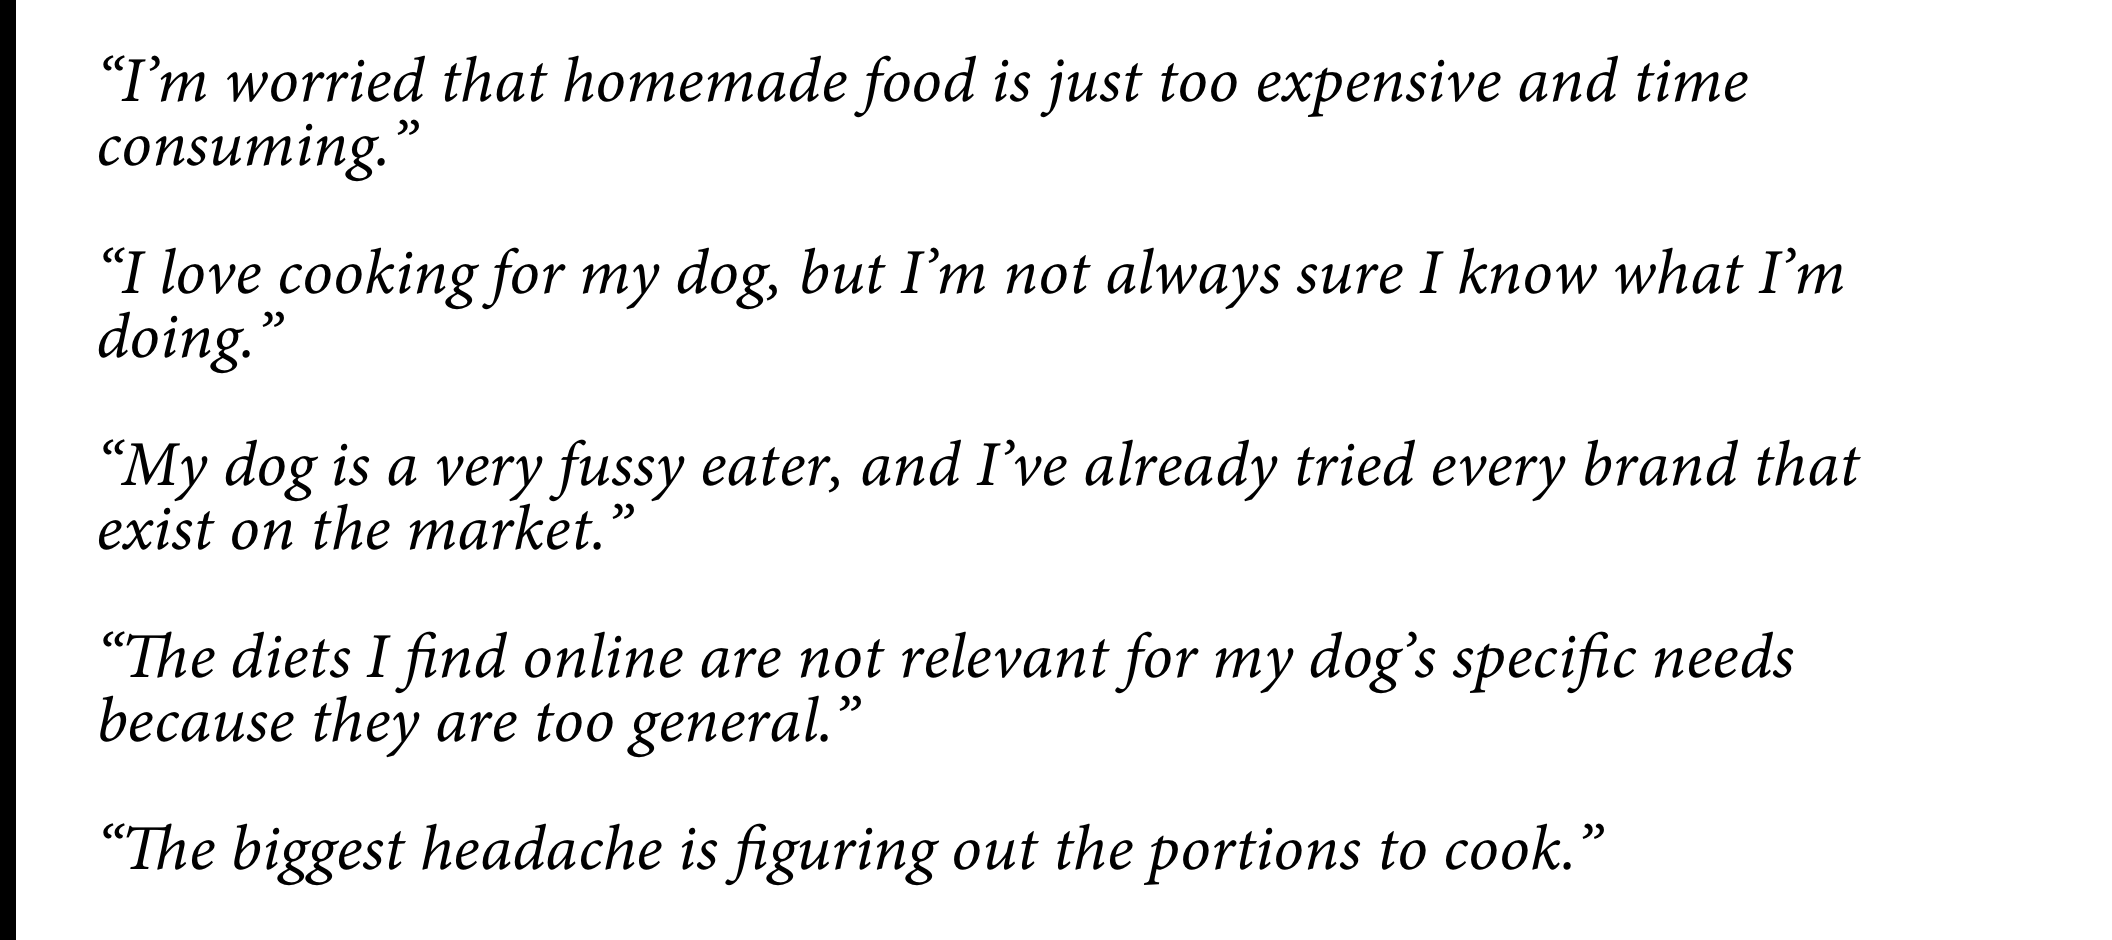 “I’m worried that homemade food is just too expensive and time
consuming.”
“I love cooking for my dog, but I’m not always sure I know what I’m
doing.”
“My dog is a very fussy eater, and I’ve already tried every brand that
exist on the market.”
“The diets I find online are not relevant for my dog’s specific needs
because they are too general.”
“The biggest headache is figuring out the portions to cook.”